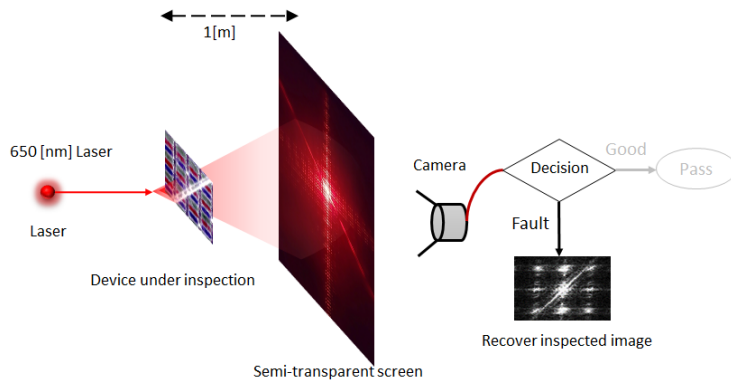 1[m]
650 [nm] Laser
Laser
Device under inspection
Semi-transparent screen
Camera
Decision
Good
Pass
Fault
Recover inspected image